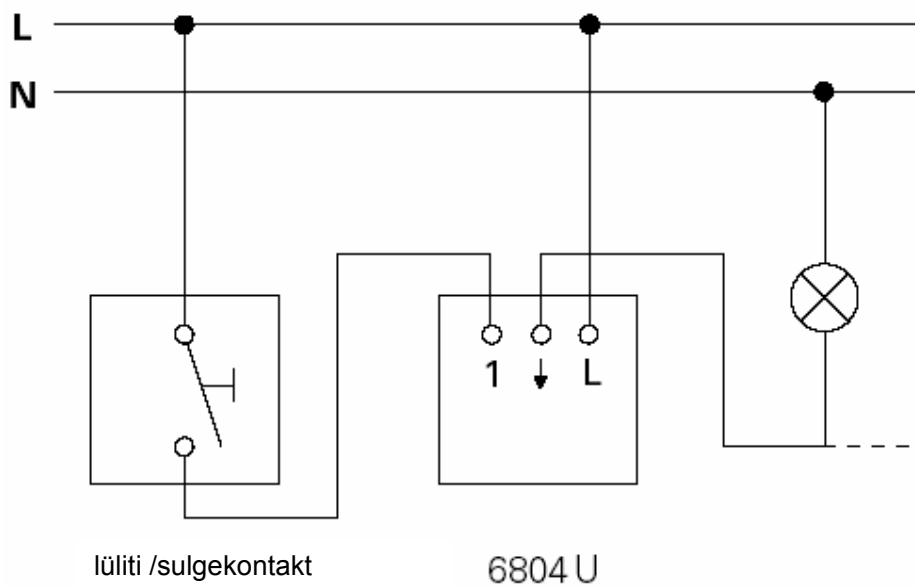 L
N
1 ↓ L
lüliti /sulgekontakt
6804 U